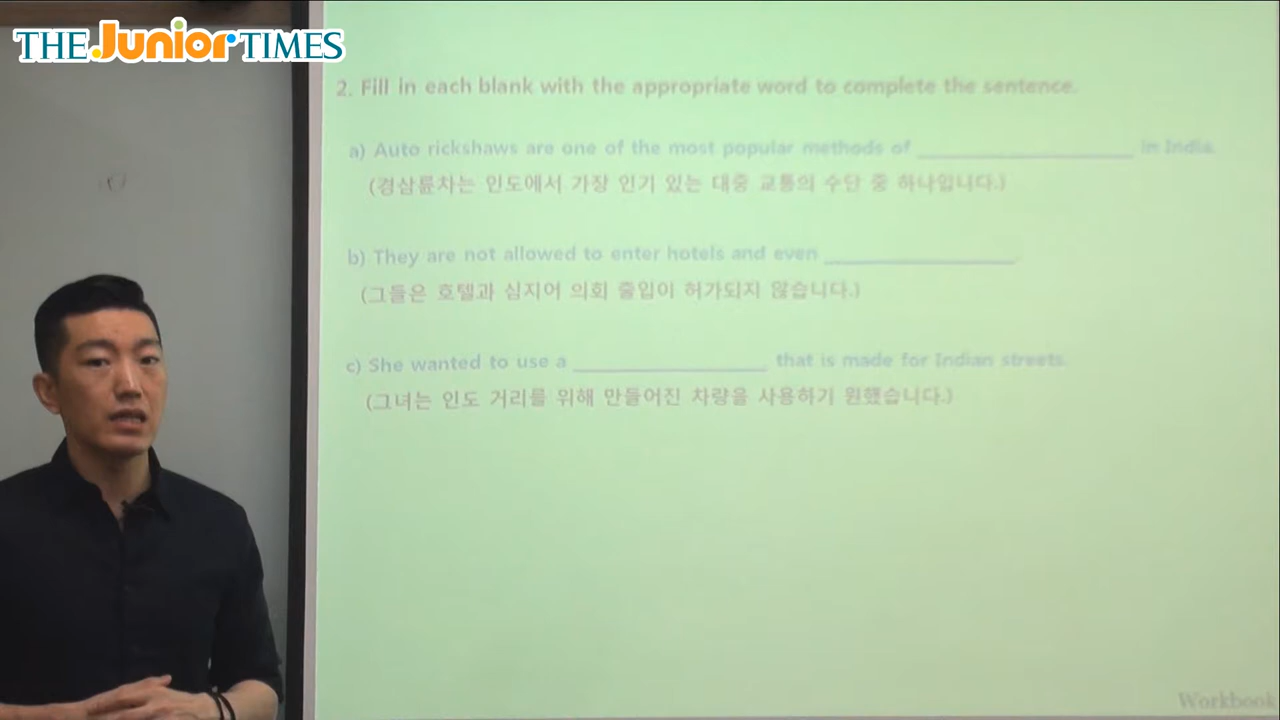 THE Junior TIMES
2. Fill in each blank with the appropriate word to complete the sentence.
a) Auto rickshaws are one of the most popular methods of ____________________ in India.
(경삼륜차는 인도에서 가장 인기 있는 대중 교통의 수단 중 하나입니다.)
b) They are not allowed to enter hotels and even __________________
(그들은 호텔과 심지어 의회 출입이 허가되지 않습니다.)
c) She wanted to use a __________________ that is made for Indian streets.
(그녀는 인도 거리를 위해 만들어진 차량을 사용하기 원했습니다.)
Workbook